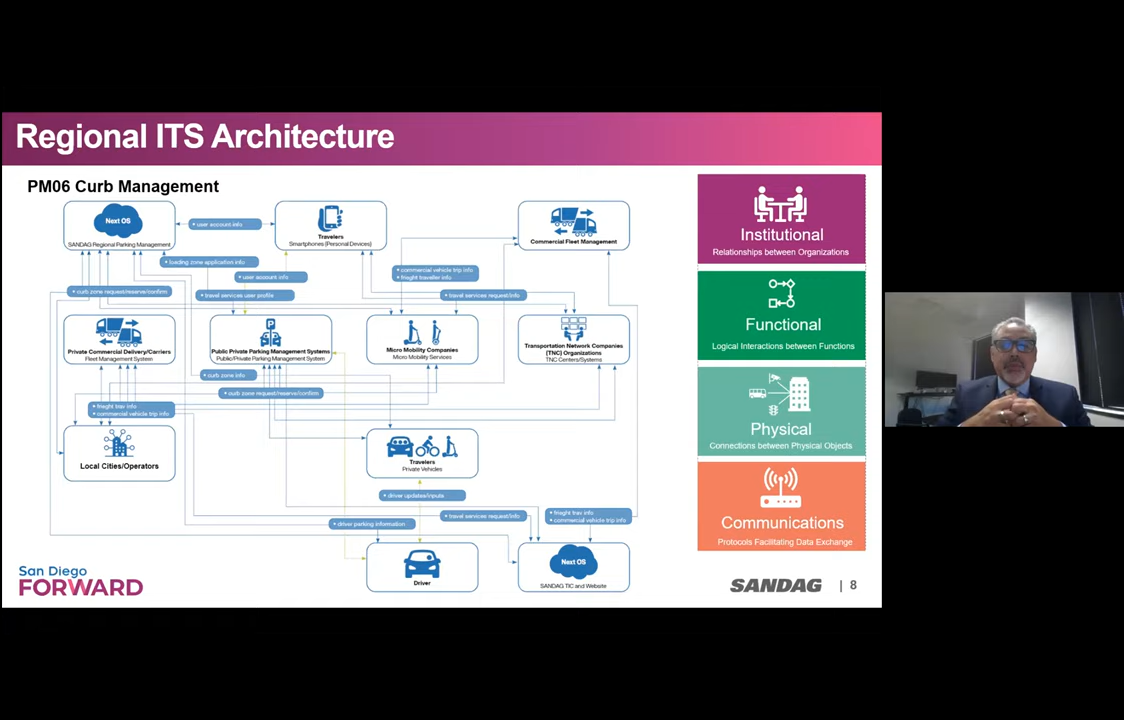 Regional ITS Architecture
PM06 Curb Management
Next OS
SANDAG Regional Parking Management
• user account info
Travelers
Smartphones (Personal Devices)
Commercial Fleet Management
• loading zone application info
• user account info
• commercial vehicle trip info
• frieght traveller info
• curb zone request/reserve/confirm
• travel services user profile
• travel services request/info
Private Commercial Delivery/Carriers
Fleet Management System
Public Private Parking Management Systems
Public/Private Parking Management System
Micro Mobility Companies
Micro Mobility Services
Transportation Network Companies
(TNC) Organizations
TNC Centers/Systems
• curb zone info
• curb zone request/reserve/confirm
• frieght trav info
• commercial vehicle trip info
Local Cities/Operators
Travelers
Private Vehicles
• driver updates/inputs
• driver parking information
• travel services request/info
• frieght trav info
• commercial vehicle trip info
Driver
Next OS
SANDAG TIC and Website
Institutional
Relationships between Organizations
Functional
Logical Interactions between Functions
Physical
Connections between Physical Objects
Communications
Protocols Facilitating Data Exchange
San Diego
FORWARD
SANDAG | 8